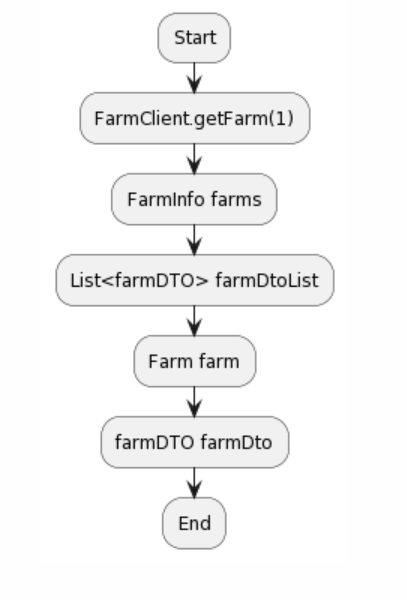 Start
FarmClient.getFarm(1)
FarmInfo farms
List<farmDTO> farmDtoList
Farm farm
farmDTO farmDto
End